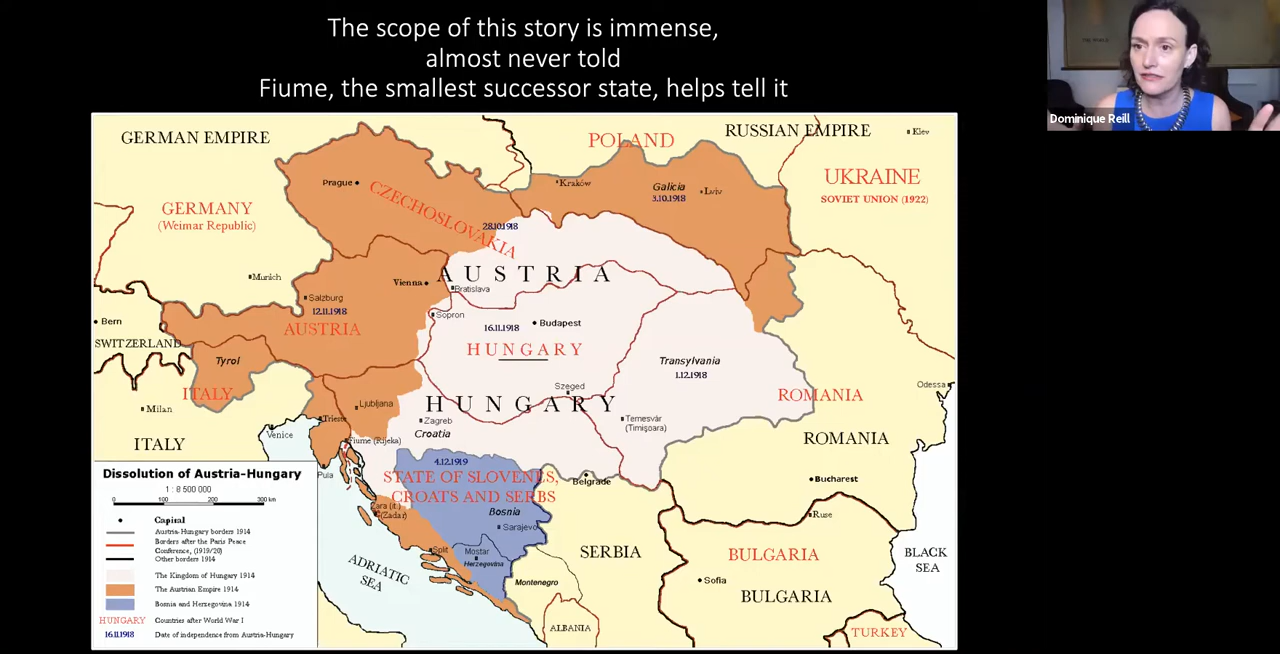 The scope of this story is immense,
almost never told
Fiume, the smallest successor state, helps tell it
Dominique Reill
GERMAN EMPIRE
POLAND
RUSSIAN EMPIRE
Kiev
Prague
CZECHOSLOVAKIA
Kraków
Galicia
3.10.1918
Lviv
UKRAINE
SOVIET UNION (1922)
GERMANY
(Weimar Republic)
28.10.1918
Munich
Vienna
AUSTRIA
Bratislava
Salzburg
12.11.1918
AUSTRIA
Sopron
16.11.1918
Budapest
HUNGARY
Bern
SWITZERLAND
Tyrol
Transylvania
1.12.1918
ITALY
Milan
Szeged
ROMANIA
Odessa
Ljubljana
HUNGARY
Trieste
Zagreb
Croatia
Temesvár
(Timişoara)
Venice
Fiume (Rijeka)
ITALY
ROMANIA
Pula
4.12.1919
STATE OF SLOVENES,
CROATS AND SERBS
Belgrade
Bucharest
Zara (it.)
(Zadar)
Bosnia
Sarajevo
Ruse
Split
Mostar
Herzegovina
SERBIA
BULGARIA
BLACK
SEA
ADRIATIC
SEA
Montenegro
Sofia
BULGARIA
ALBANIA
TURKEY
Dissolution of Austria-Hungary
1 : 8 500 000
0 100 200 300 km
Capital
Austria-Hungary borders 1914
Borders after the Paris Peace
Conference, (1919/20)
Other borders 1914
The Kingdom of Hungary 1914
The Austrian Empire 1914
Bosnia and Herzegovina 1914
HUNGARY Countries after World War I
16.11.1918 Date of independence from Austria-Hungary